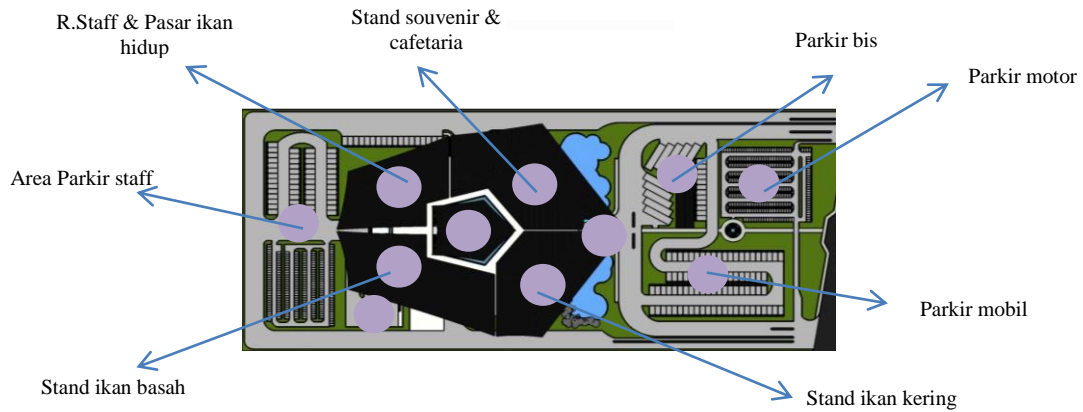 R.Staff & Pasar ikan
hidup
Stand souvenir &
cafetaria
Parkir bis
Parkir motor
Area Parkir staff
Parkir mobil
Stand ikan basah
Stand ikan kering